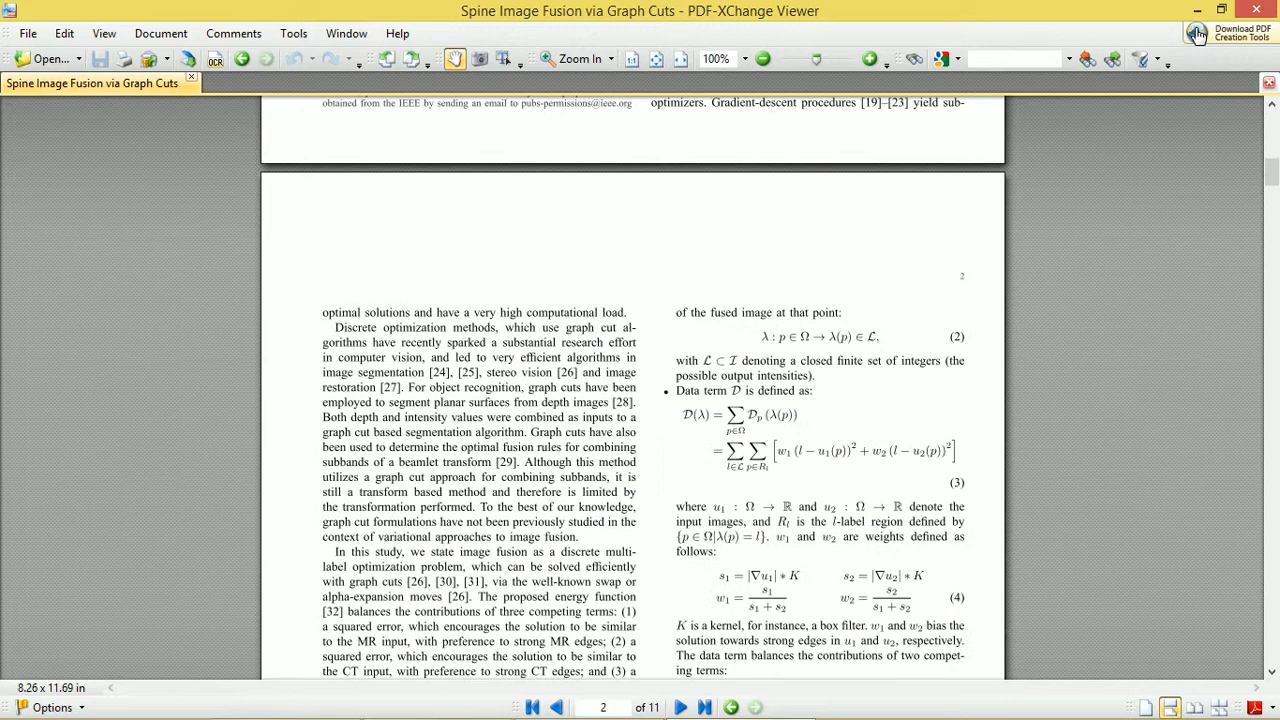 Spine Image Fusion via Graph Cuts - PDF-XChange Viewer
File Edit View Document Comments Tools Window Help
Download PDF
Creation Tools
Open... OCR Zoom In 100%
Spine Image Fusion via Graph Cuts
obtained from the IEEE by sending an email to pubs-permissions@ieee.org
optimizers. Gradient-descent procedures [19]–[23] yield sub-
2
optimal solutions and have a very high computational load.
Discrete optimization methods, which use graph cut al-
gorithms have recently sparked a substantial research effort
in computer vision, and led to very efficient algorithms in
image segmentation [24], [25], stereo vision [26] and image
restoration [27]. For object recognition, graph cuts have been
employed to segment planar surfaces from depth images [28].
Both depth and intensity values were combined as inputs to a
graph cut based segmentation algorithm. Graph cuts have also
been used to determine the optimal fusion rules for combining
subbands of a beamlet transform [29]. Although this method
utilizes a graph cut approach for combining subbands, it is
still a transform based method and therefore is limited by
the transformation performed. To the best of our knowledge,
graph cut formulations have not been previously studied in the
context of variational approaches to image fusion.
In this study, we state image fusion as a discrete multi-
label optimization problem, which can be solved efficiently
with graph cuts [26], [30], [31], via the well-known swap or
alpha-expansion moves [26]. The proposed energy function
[32] balances the contributions of three competing terms: (1)
a squared error, which encourages the solution to be similar
to the MR input, with preference to strong MR edges; (2) a
squared error, which encourages the solution to be similar to
the CT input, with preference to strong CT edges; and (3) a
of the fused image at that point:
λ : p ∈ Ω → λ(p) ∈ ℒ, (2)
with ℒ ⊂ ℐ denoting a closed finite set of integers (the
possible output intensities).
• Data term 𝒟 is defined as:
𝒟(λ) = ∑_{p∈Ω} 𝒟_p (λ(p))
= ∑_{l∈ℒ} ∑_{p∈R_l} [w₁ (l − u₁(p))² + w₂ (l − u₂(p))²]
(3)
where u₁ : Ω → ℝ and u₂ : Ω → ℝ denote the
input images, and R_l is the l-label region defined by
{p ∈ Ω|λ(p) = l}. w₁ and w₂ are weights defined as
follows:
s₁ = |∇u₁| ∗ K s₂ = |∇u₂| ∗ K
w₁ = s₁/(s₁ + s₂) w₂ = s₂/(s₁ + s₂) (4)
K is a kernel, for instance, a box filter. w₁ and w₂ bias the
solution towards strong edges in u₁ and u₂, respectively.
The data term balances the contributions of two compet-
ing terms:
8.26 x 11.69 in
Options 2 of 11